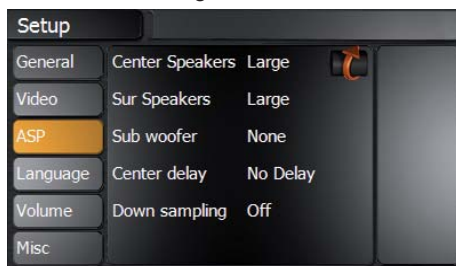 Setup
General
Center Speakers Large
Video
Sur Speakers Large
ASP
Sub woofer None
Language
Center delay No Delay
Volume
Down sampling Off
Misc